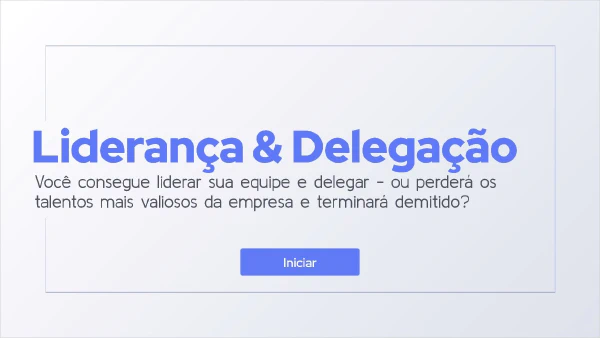 Liderança & Delegação
Você consegue liderar sua equipe e delegar - ou perderá os
talentos mais valiosos da empresa e terminará demitido?
Iniciar